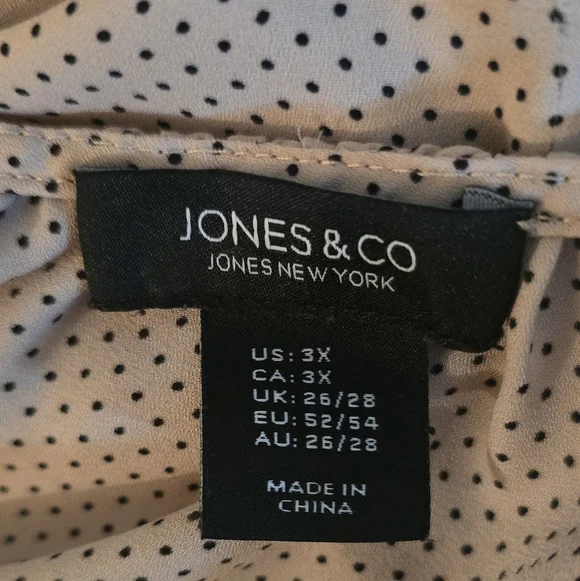 JONES & CO
JONES NEW YORK
US: 3X
CA: 3X
UK: 26/28
EU: 52/54
AU: 26/28
MADE IN
CHINA